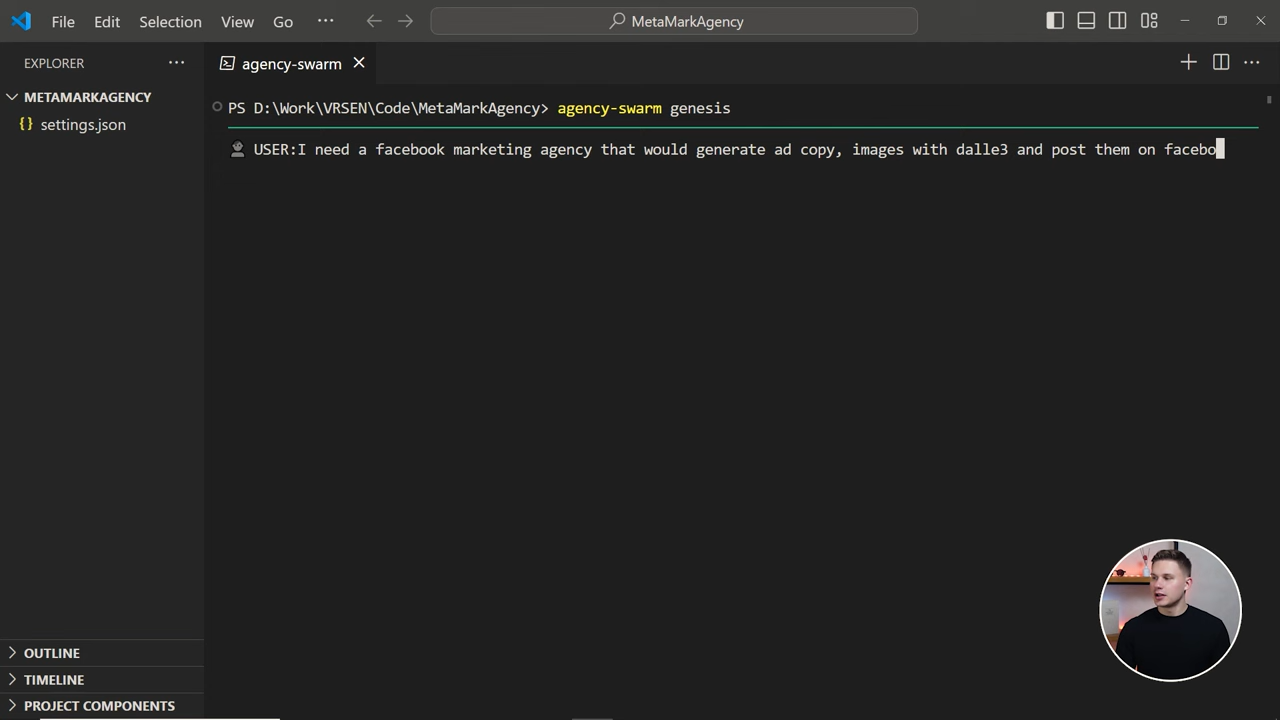 File Edit Selection View Go ··· MetaMarkAgency
EXPLORER ···
agency-swarm
METAMARKAGENCY
{} settings.json
PS D:\Work\VRSEN\Code\MetaMarkAgency> agency-swarm genesis
USER:I need a facebook marketing agency that would generate ad copy, images with dalle3 and post them on facebo
OUTLINE
TIMELINE
PROJECT COMPONENTS